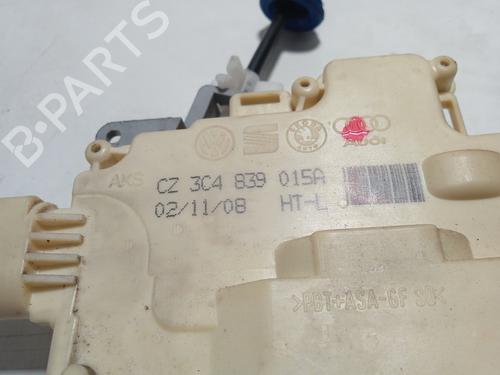 B-PARTS
AUDI
AKS CZ 3C4 839 015A
02/11/08 HT-L
>PBT+ASA-GF 30<